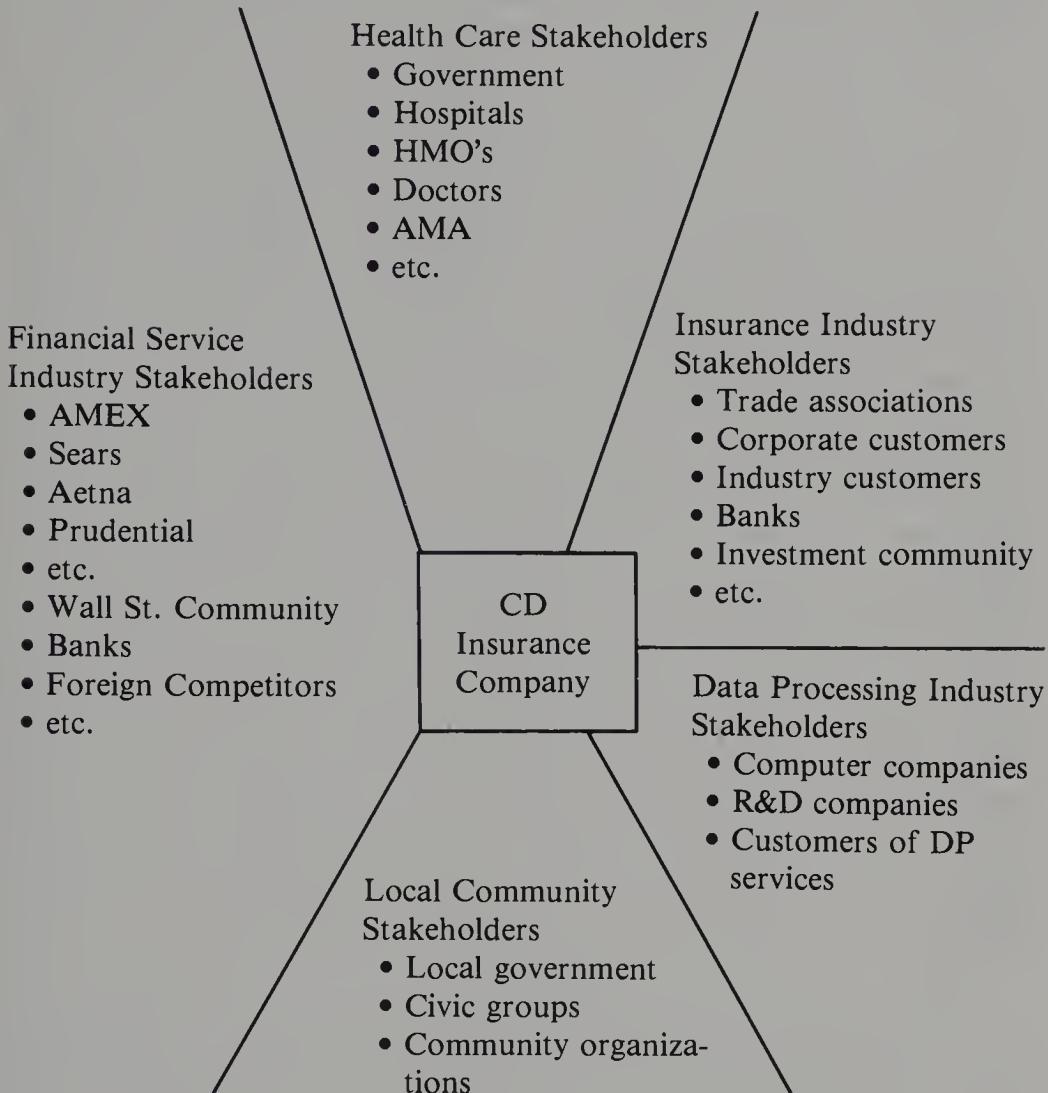 Health Care Stakeholders
• Government
• Hospitals
• HMO's
• Doctors
• AMA
• etc.
Financial Service
Industry Stakeholders
• AMEX
• Sears
• Aetna
• Prudential
• etc.
• Wall St. Community
• Banks
• Foreign Competitors
• etc.
Insurance Industry
Stakeholders
• Trade associations
• Corporate customers
• Industry customers
• Banks
• Investment community
• etc.
CD
Insurance
Company
Data Processing Industry
Stakeholders
• Computer companies
• R&D companies
• Customers of DP
services
Local Community
Stakeholders
• Local government
• Civic groups
• Community organiza-
tions